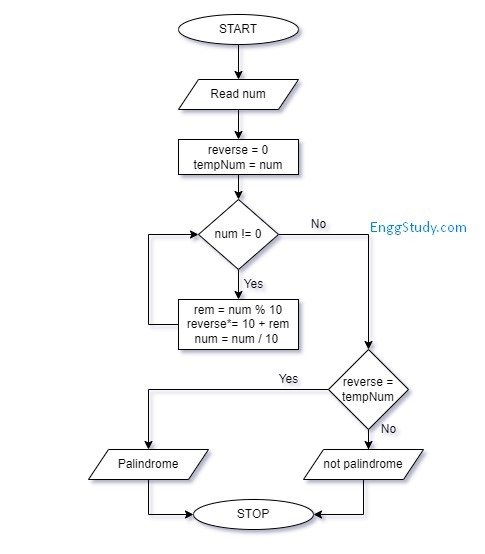 START
Read num
reverse = 0
tempNum = num
num != 0
No
EnggStudy.com
Yes
rem = num % 10
reverse*= 10 + rem
num = num / 10
Yes
reverse =
tempNum
No
Palindrome
not palindrome
STOP